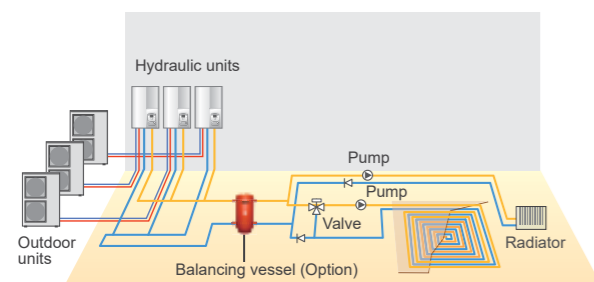 Hydraulic units
Pump
Pump
Valve
Radiator
Outdoor
units
Balancing vessel (Option)